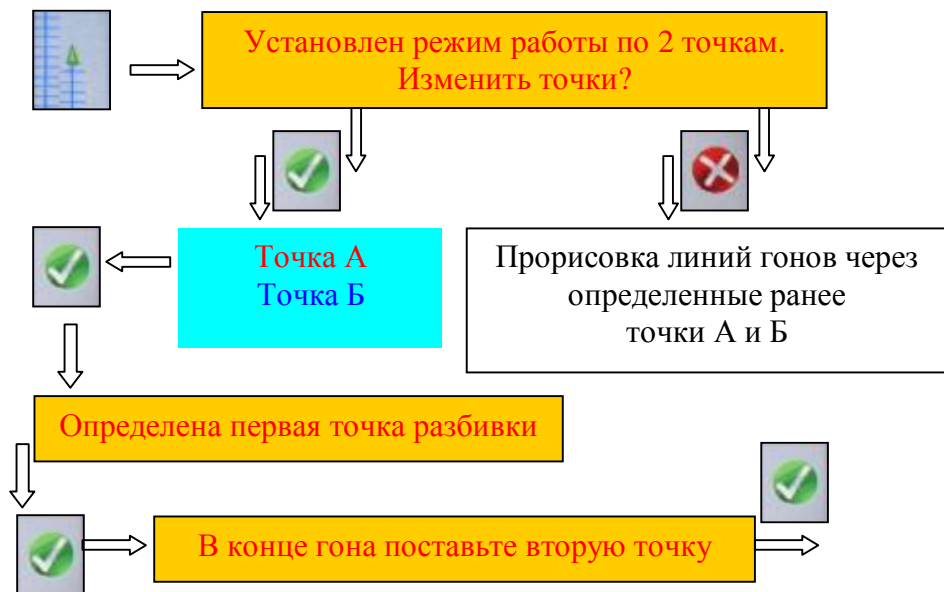 Установлен режим работы по 2 точкам.
Изменить точки?
Точка А
Точка Б
Прорисовка линий гонов через
определенные ранее
точки А и Б
Определена первая точка разбивки
В конце гона поставьте вторую точку